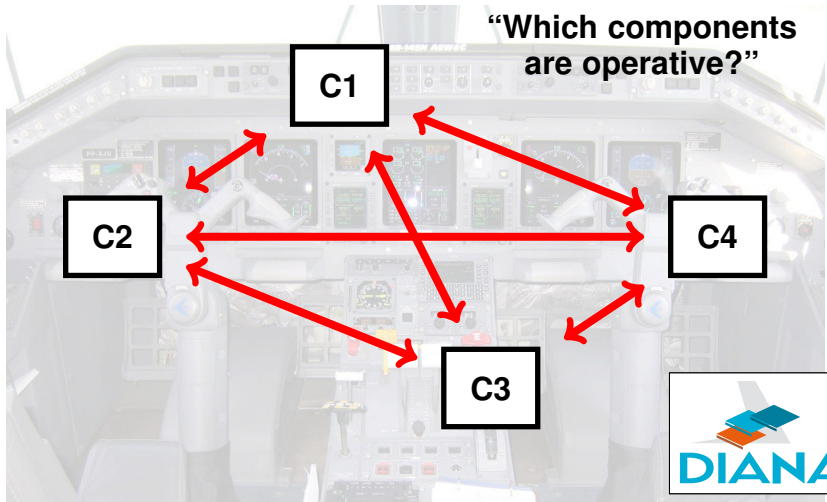 “Which components
are operative?”
C1
C2
C4
C3
DIANA